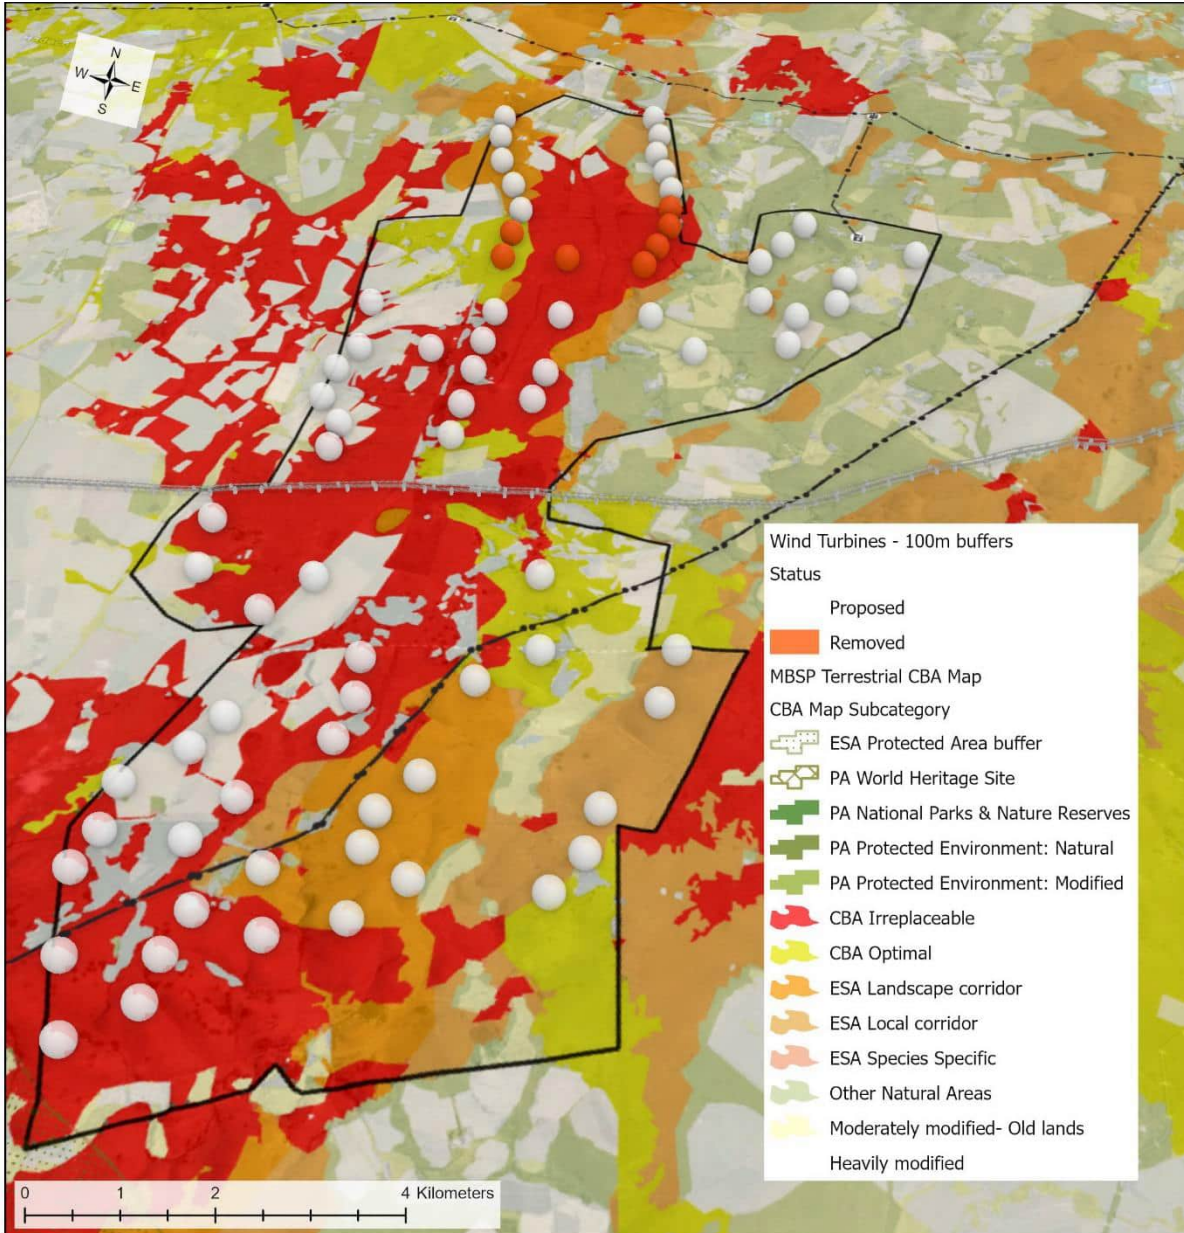 N
W E
S
Wind Turbines - 100m buffers
Status
Proposed
Removed
MBSP Terrestrial CBA Map
CBA Map Subcategory
ESA Protected Area buffer
PA World Heritage Site
PA National Parks & Nature Reserves
PA Protected Environment: Natural
PA Protected Environment: Modified
CBA Irreplaceable
CBA Optimal
ESA Landscape corridor
ESA Local corridor
ESA Species Specific
Other Natural Areas
Moderately modified- Old lands
Heavily modified
0 1 2 4 Kilometers